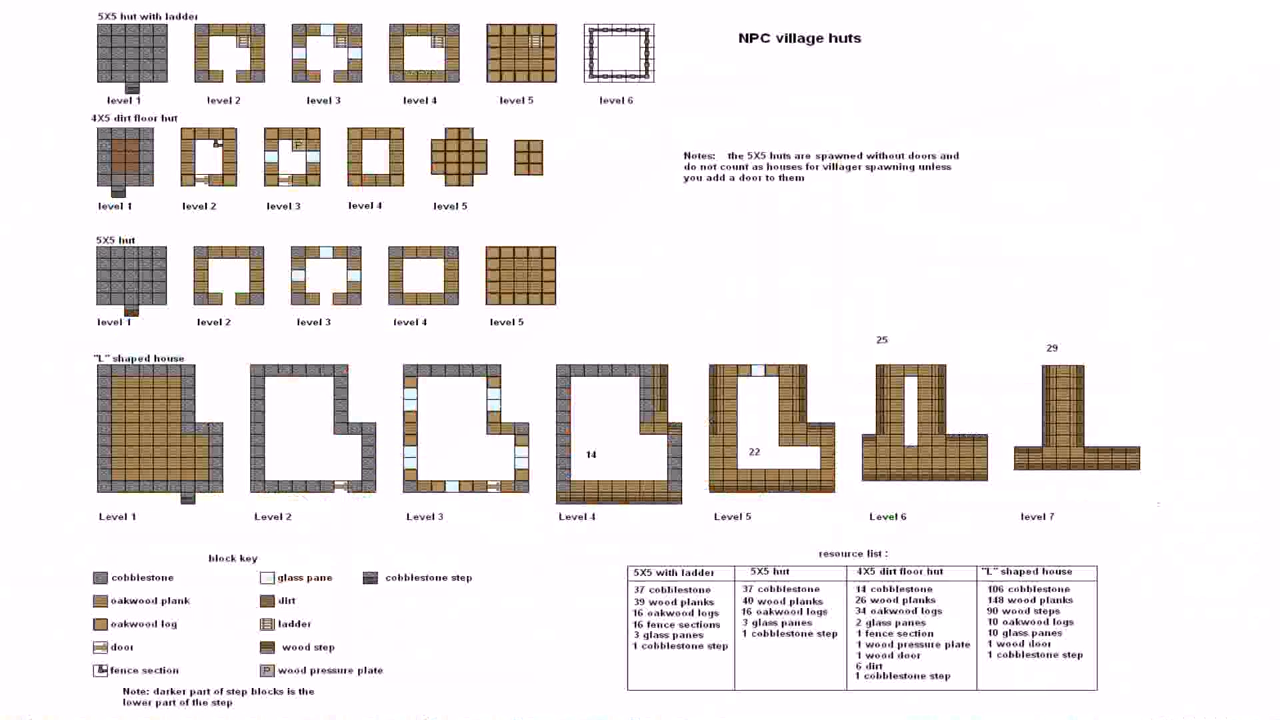 5X5 hut with ladder
NPC village huts
level 1
level 2
level 3
level 4
level 5
level 6
4X5 dirt floor hut
P
Notes: the 5X5 huts are spawned without doors and
do not count as houses for villager spawning unless
you add a door to them
level 1
level 2
level 3
level 4
level 5
5X5 hut
level 1
level 2
level 3
level 4
level 5
25
29
"L" shaped house
14
22
Level 1
Level 2
Level 3
Level 4
Level 5
Level 6
level 7
block key
cobblestone
glass pane
cobblestone step
oakwood plank
dirt
oakwood log
ladder
door
wood step
fence section
P
wood pressure plate
Note: darker part of step blocks is the
lower part of the step
resource list :
5X5 with ladder
37 cobblestone
39 wood planks
16 oakwood logs
16 fence sections
3 glass panes
1 cobblestone step
5X5 hut
37 cobblestone
40 wood planks
16 oakwood logs
3 glass panes
1 cobblestone step
4X5 dirt floor hut
14 cobblestone
26 wood planks
34 oakwood logs
2 glass panes
1 fence section
1 wood pressure plate
1 wood door
6 dirt
1 cobblestone step
"L" shaped house
106 cobblestone
148 wood planks
90 wood steps
10 oakwood logs
10 glass panes
1 wood door
1 cobblestone step